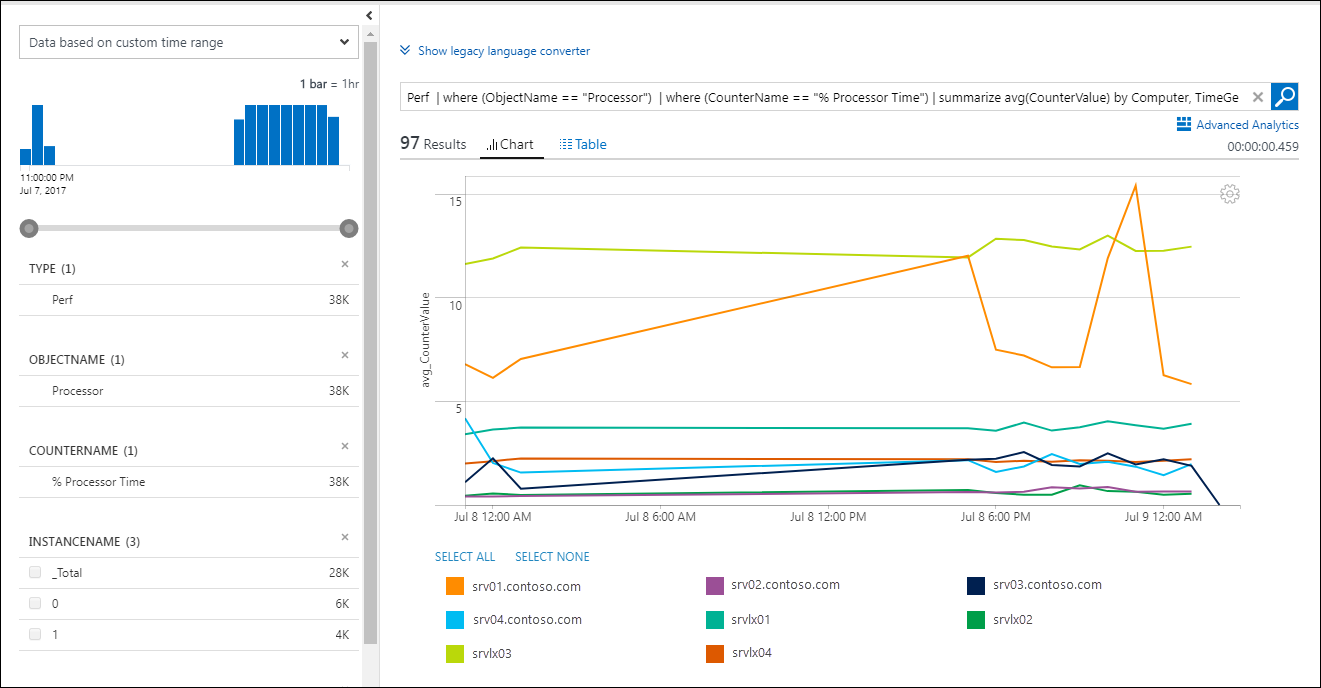 Data based on custom time range
1 bar = 1hr
11:00:00 PM
Jul 7, 2017
TYPE (1)
Perf 38K
OBJECTNAME (1)
Processor 38K
COUNTERNAME (1)
% Processor Time 38K
INSTANCENAME (3)
_Total 28K
0 6K
1 4K
Show legacy language converter
Perf | where (ObjectName == "Processor") | where (CounterName == "% Processor Time") | summarize avg(CounterValue) by Computer, TimeGe
Advanced Analytics
97 Results Chart Table
00:00:00.459
avg_CounterValue
15
10
5
Jul 8 12:00 AM Jul 8 6:00 AM Jul 8 12:00 PM Jul 8 6:00 PM Jul 9 12:00 AM
SELECT ALL SELECT NONE
srv01.contoso.com srv02.contoso.com srv03.contoso.com
srv04.contoso.com srvlx01 srvlx02
srvlx03 srvlx04